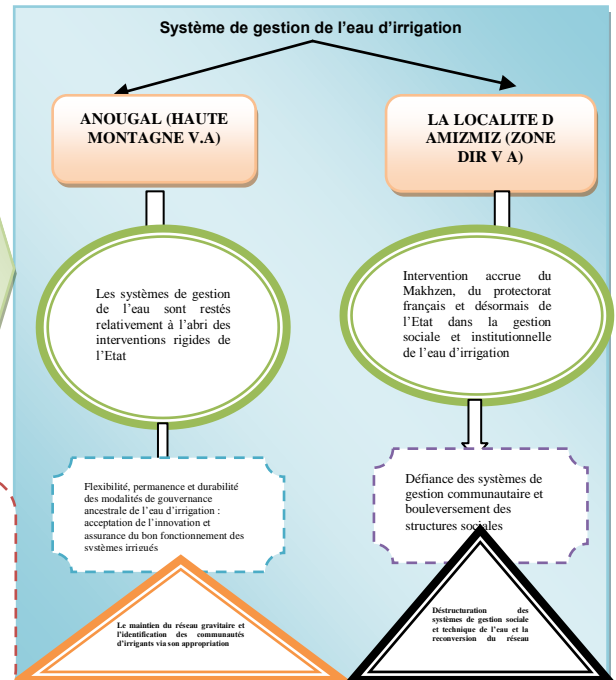 Système de gestion de l'eau d'irrigation
ANOUGAL (HAUTE
MONTAGNE V.A)
LA LOCALITE D
AMIZMIZ (ZONE
DIR V A)
Les systèmes de gestion
de l'eau sont restés
relativement à l'abri des
interventions rigides de
l'Etat
Intervention accrue du
Makhzen, du protectorat
français et désormais de
l'Etat dans la gestion
sociale et institutionnelle
de l'eau d'irrigation
Flexibilité, permanence et durabilité
des modalités de gouvernance
ancestrale de l'eau d'irrigation :
acceptation de l'innovation et
assurance du bon fonctionnement des
systèmes irrigués
Défiance des systèmes de
gestion communautaire et
bouleversement des
structures sociales
Le maintien du réseau gravitaire et
l'identification des communautés
d'irrigants via son appropriation
Déstructuration des
systèmes de gestion sociale
et technique de l'eau et la
reconversion du réseau